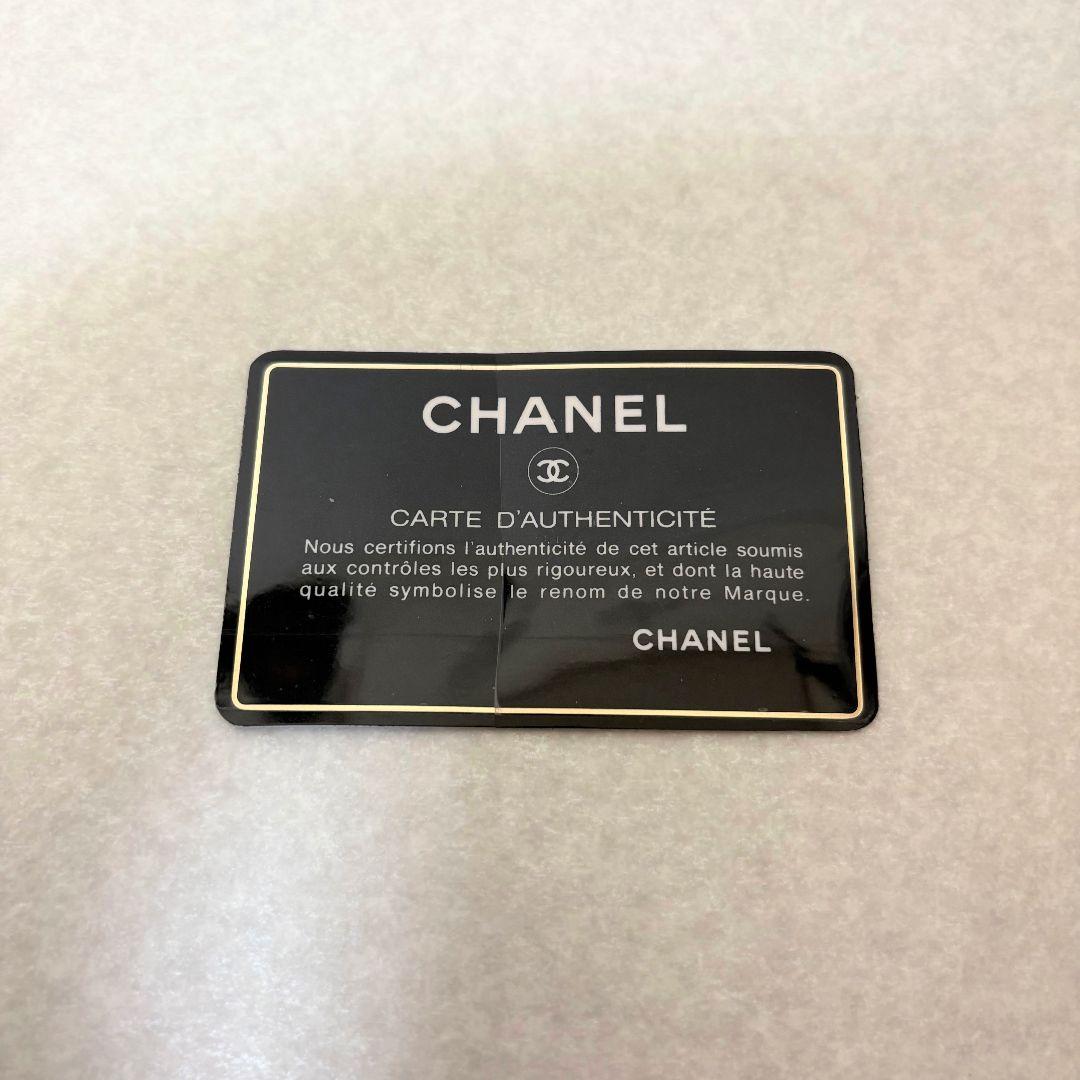 CHANEL
CARTE D'AUTHENTICITÉ
Nous certifions l'authenticité de cet article soumis
aux contrôles les plus rigoureux, et dont la haute
qualité symbolise le renom de notre Marque.
CHANEL